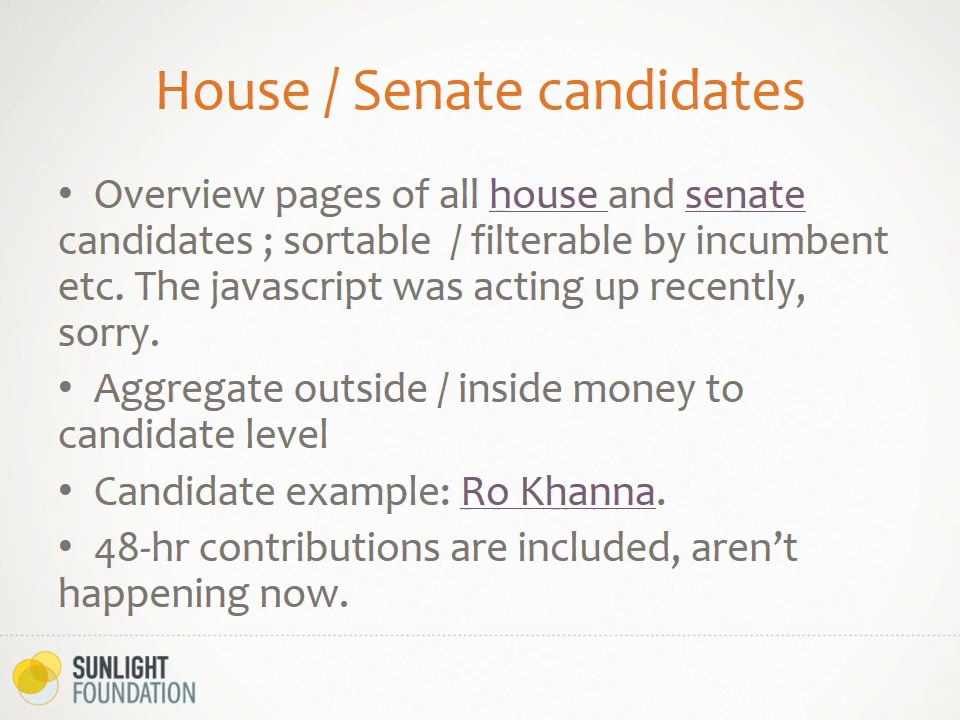 House / Senate candidates
• Overview pages of all house and senate
candidates ; sortable / filterable by incumbent
etc. The javascript was acting up recently,
sorry.
• Aggregate outside / inside money to
candidate level
• Candidate example: Ro Khanna.
• 48-hr contributions are included, aren’t
happening now.
SUNLIGHT
FOUNDATION